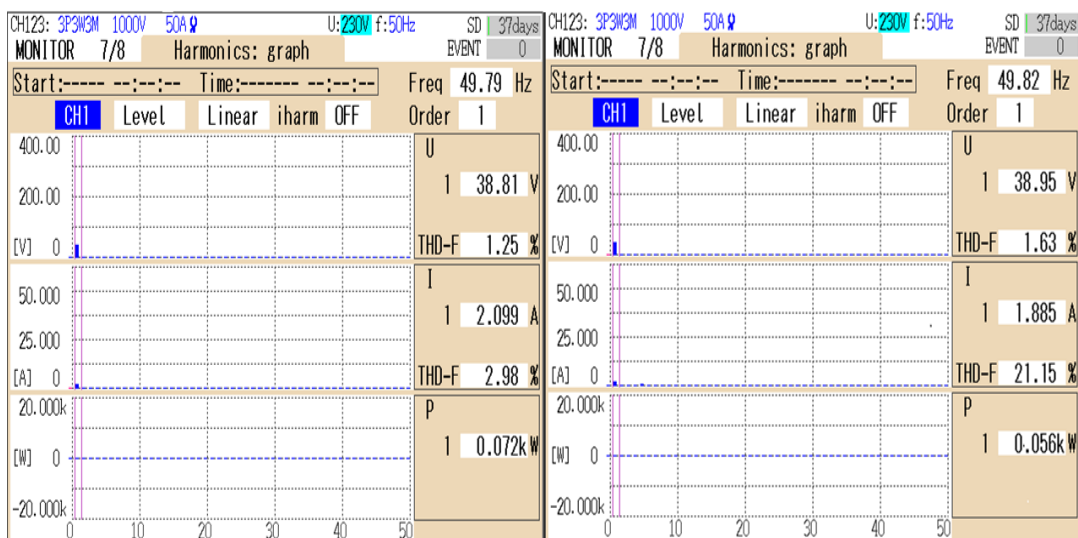 CH123: 3P3W3M 1000V 50A U:230V f:50Hz SD 37days
MONITOR 7/8 Harmonics: graph EVENT 0
Start:----- --:--:-- Time:------- --:--:-- Freq 49.79 Hz
CH1 Level Linear iharm OFF Order 1
400.00 U
1 38.81 V
200.00
[V] 0 THD-F 1.25 %
50.000 I
1 2.099 A
25.000
[A] 0 THD-F 2.98 %
20.000k P
1 0.072k W
[W] 0
-20.000k
0 10 20 30 40 50
CH123: 3P3W3M 1000V 50A U:230V f:50Hz SD 37days
MONITOR 7/8 Harmonics: graph EVENT 0
Start:----- --:--:-- Time:------- --:--:-- Freq 49.82 Hz
CH1 Level Linear iharm OFF Order 1
400.00 U
1 38.95 V
200.00
[V] 0 THD-F 1.63 %
50.000 I
1 1.885 A
25.000
[A] 0 THD-F 21.15 %
20.000k P
1 0.056k W
[W] 0
-20.000k
0 10 20 30 40 50